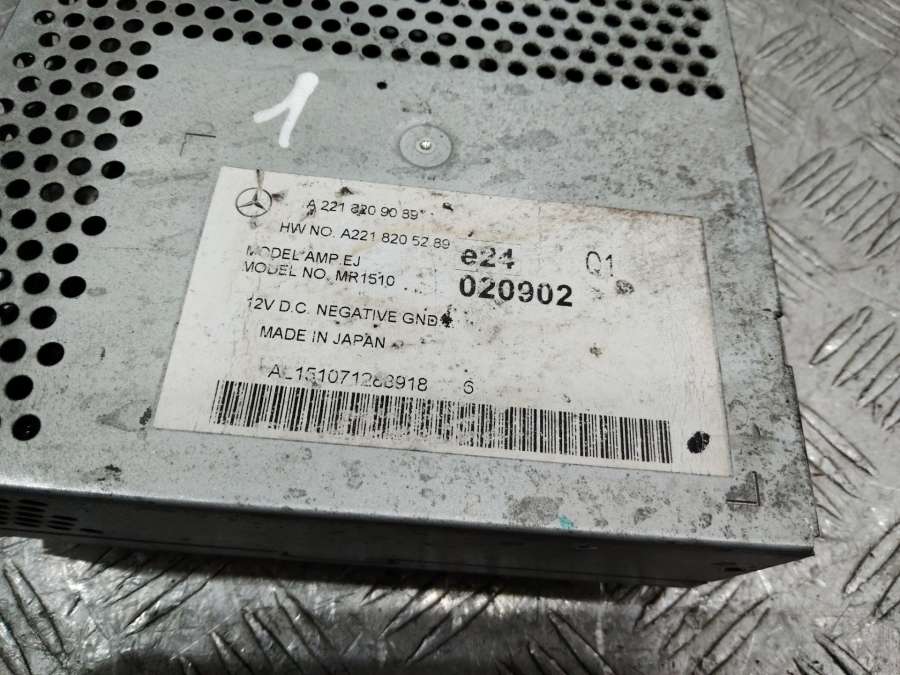 1
A 221 820 90 89
HW NO. A221 820 52 89
MODEL AMP EJ
MODEL NO. MR1510
e24
020902
Q1
12V D.C. NEGATIVE GND
MADE IN JAPAN
6